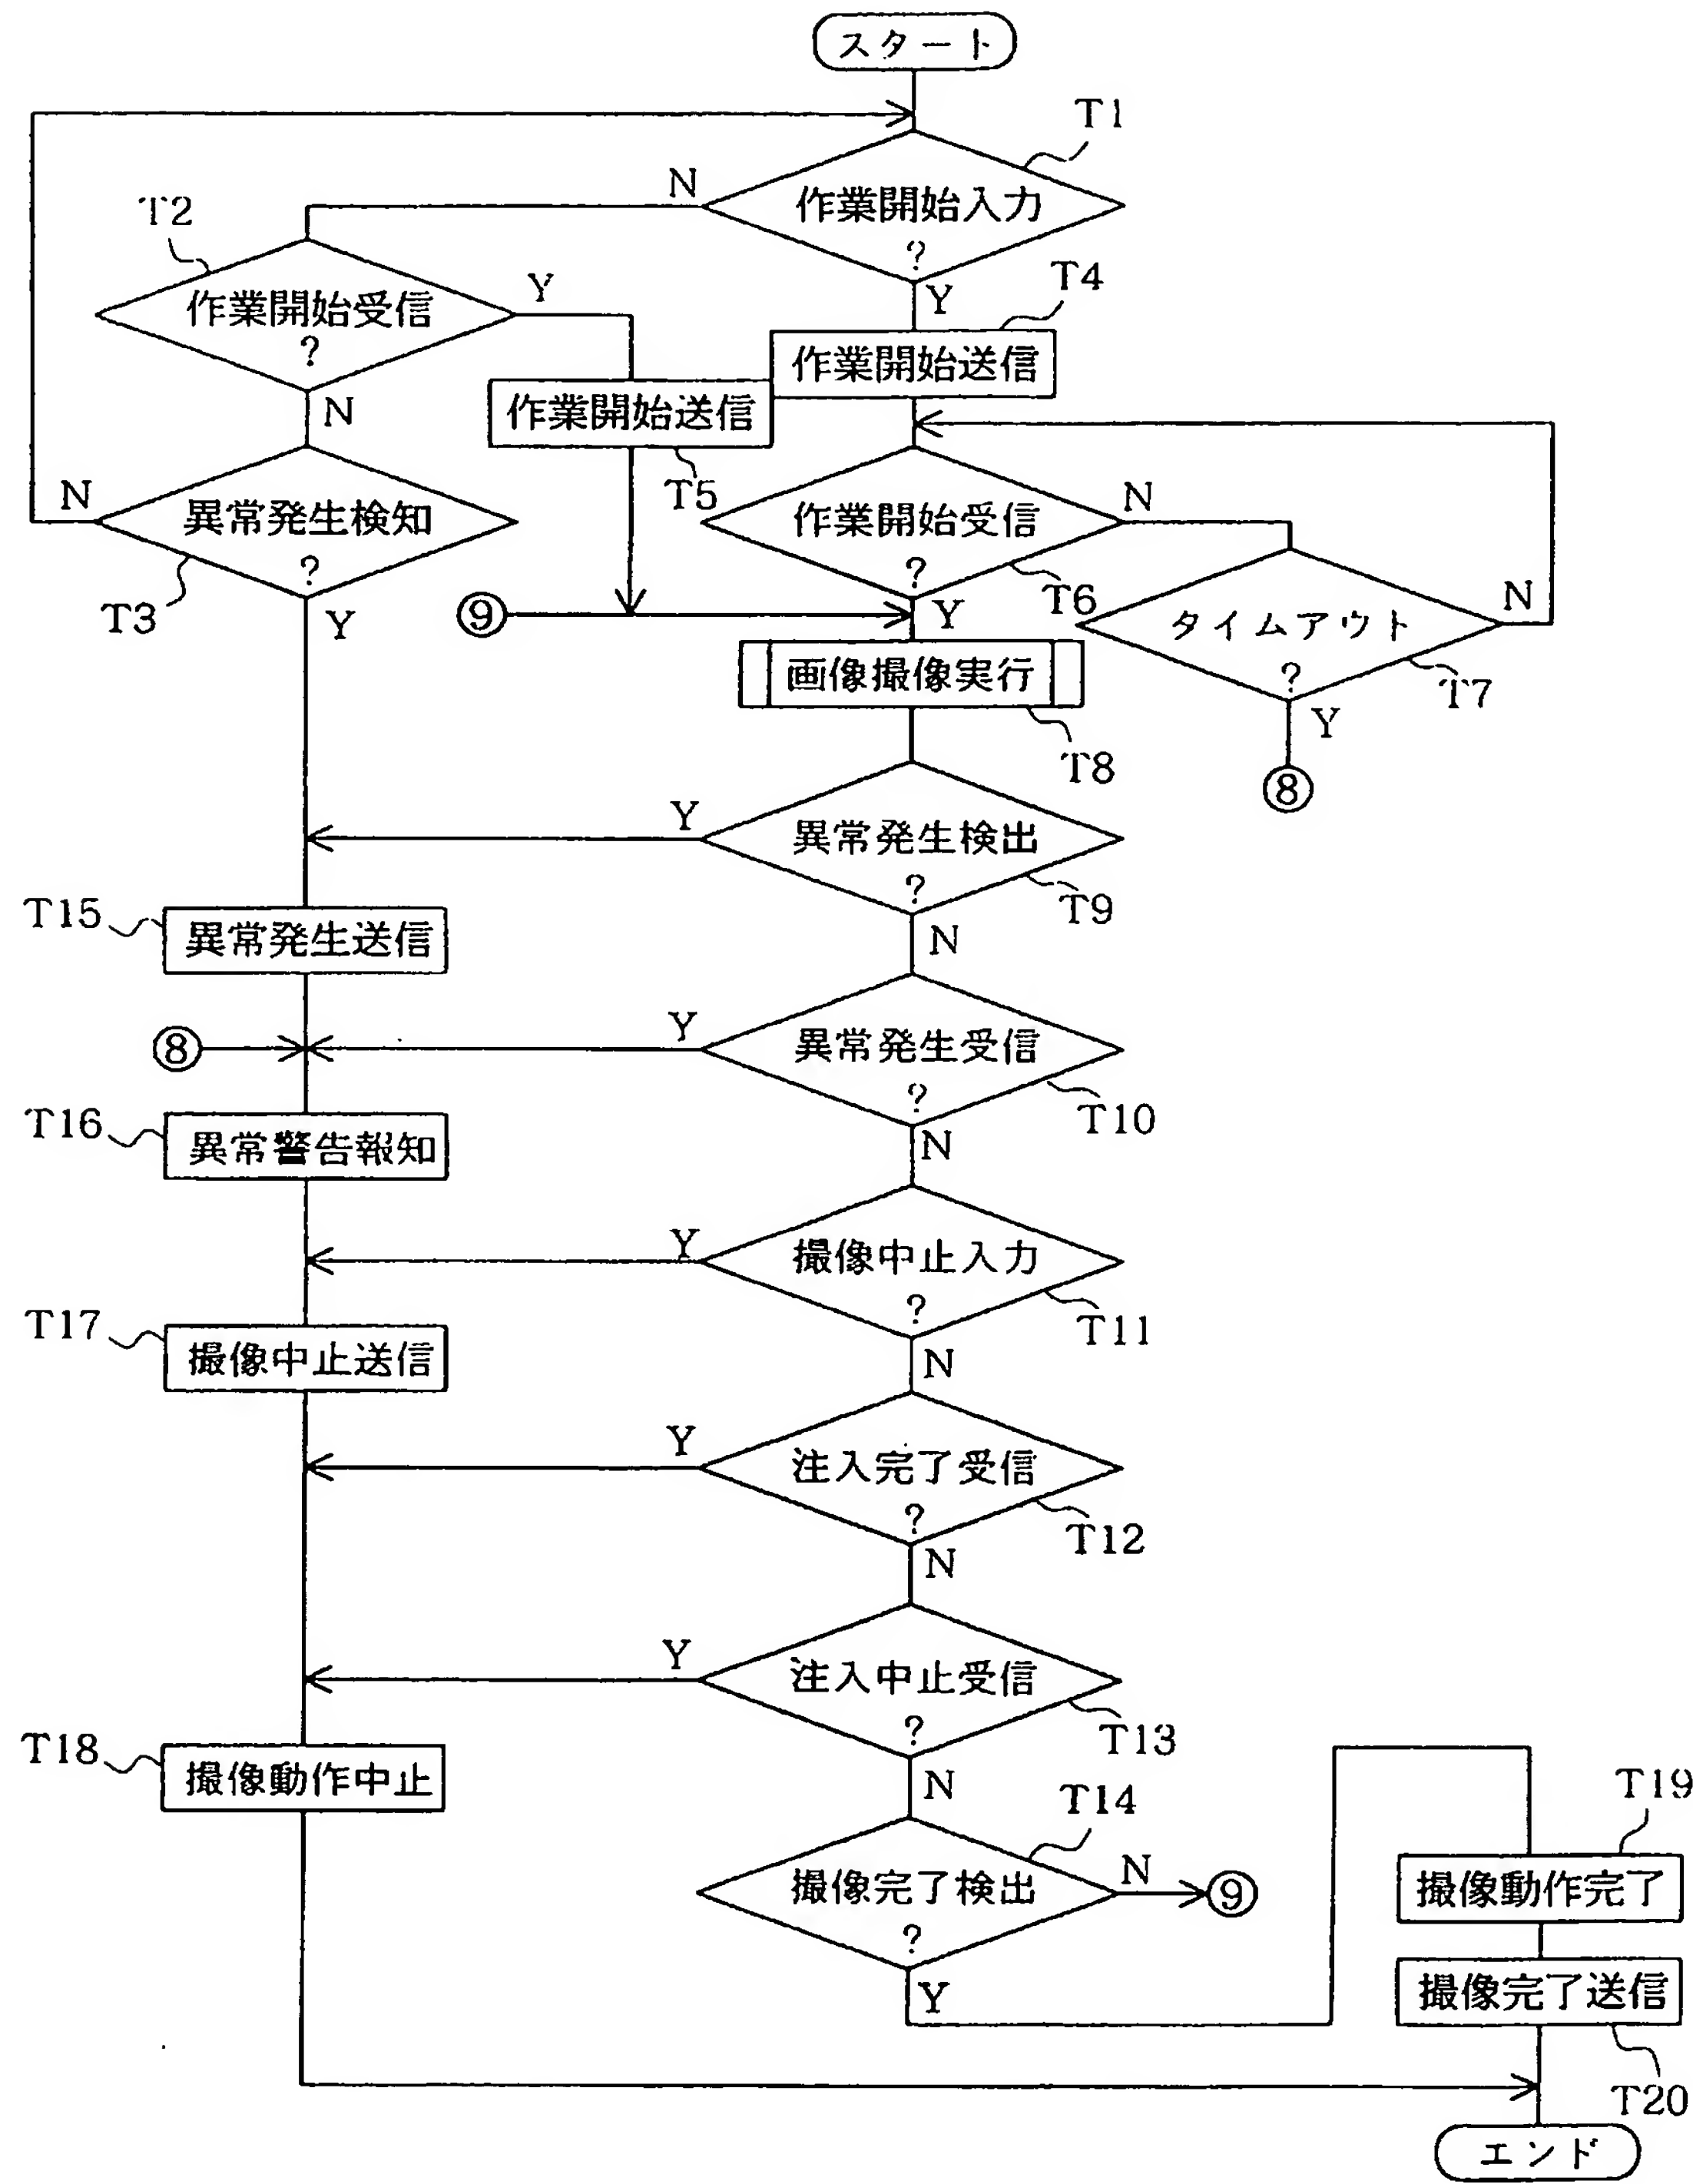 スタート
T1
作業開始入力
?
N
Y
T2
作業開始受信
?
Y
N
T4
作業開始送信
作業開始送信
T5
異常発生検知
?
N
Y
T3
作業開始受信
?
N
Y
T6
タイムアウト
?
N
Y
T7
⑧
⑨
画像撮像実行
T8
異常発生検出
?
Y
N
T9
T15
異常発生送信
⑧
異常発生受信
?
Y
N
T10
T16
異常警告報知
撮像中止入力
?
Y
N
T11
T17
撮像中止送信
注入完了受信
?
Y
N
T12
注入中止受信
?
Y
N
T13
T18
撮像動作中止
T14
撮像完了検出
?
N
⑨
Y
T19
撮像動作完了
撮像完了送信
T20
エンド